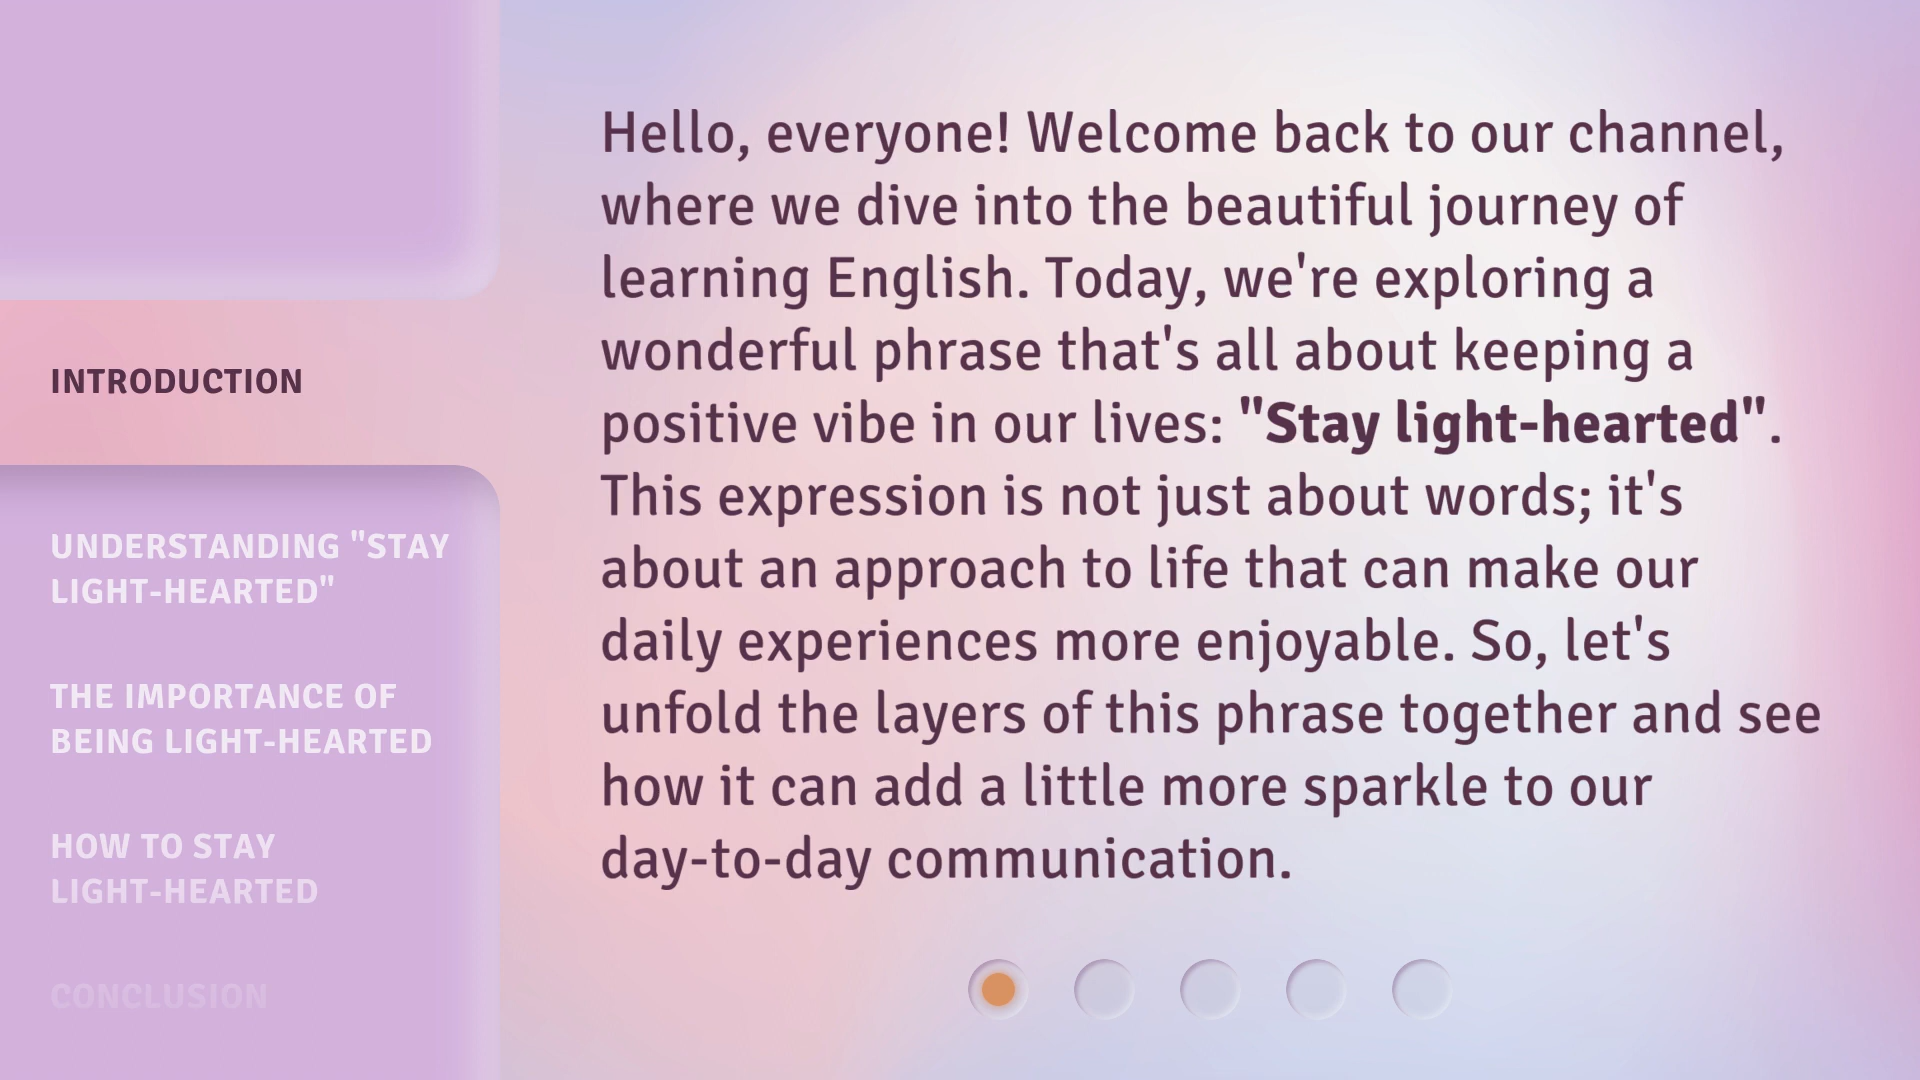 INTRODUCTION
UNDERSTANDING "STAY
LIGHT-HEARTED"
THE IMPORTANCE OF
BEING LIGHT-HEARTED
HOW TO STAY
LIGHT-HEARTED
CONCLUSION
Hello, everyone! Welcome back to our channel,
where we dive into the beautiful journey of
learning English. Today, we're exploring a
wonderful phrase that's all about keeping a
positive vibe in our lives: "Stay light-hearted".
This expression is not just about words; it's
about an approach to life that can make our
daily experiences more enjoyable. So, let's
unfold the layers of this phrase together and see
how it can add a little more sparkle to our
day-to-day communication.